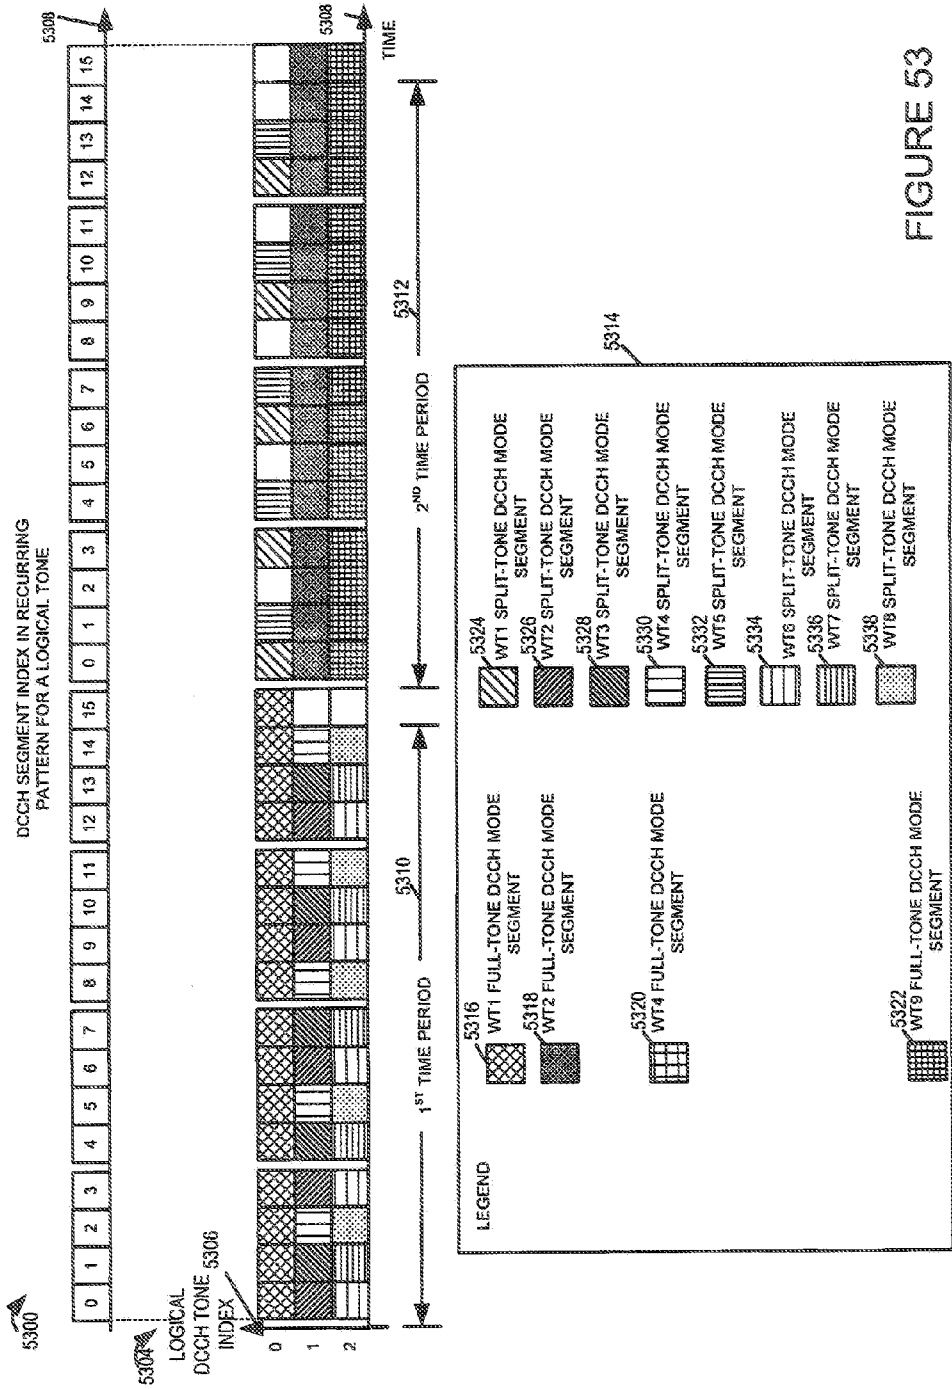 5300
DCCH SEGMENT INDEX IN RECURRING
PATTERN FOR A LOGICAL TONE
0 1 2 3 4 5 6 7 8 9 10 11 12 13 14 15 0 1 2 3 4 5 6 7 8 9 10 11 12 13 14 15
5308
5304
LOGICAL
DCCH TONE
INDEX
5306
0
1
2
5308
TIME
1ST TIME PERIOD
5310
2ND TIME PERIOD
5312
5314
LEGEND
5316
WT1 FULL-TONE DCCH MODE
SEGMENT
5318
WT2 FULL-TONE DCCH MODE
SEGMENT
5320
WT4 FULL-TONE DCCH MODE
SEGMENT
5322
WT9 FULL-TONE DCCH MODE
SEGMENT
5324
WT1 SPLIT-TONE DCCH MODE
SEGMENT
5326
WT2 SPLIT-TONE DCCH MODE
SEGMENT
5328
WT3 SPLIT-TONE DCCH MODE
SEGMENT
5330
WT4 SPLIT-TONE DCCH MODE
SEGMENT
5332
WT5 SPLIT-TONE DCCH MODE
SEGMENT
5334
WT6 SPLIT-TONE DCCH MODE
SEGMENT
5336
WT7 SPLIT-TONE DCCH MODE
SEGMENT
5338
WT8 SPLIT-TONE DCCH MODE
SEGMENT
FIGURE 53